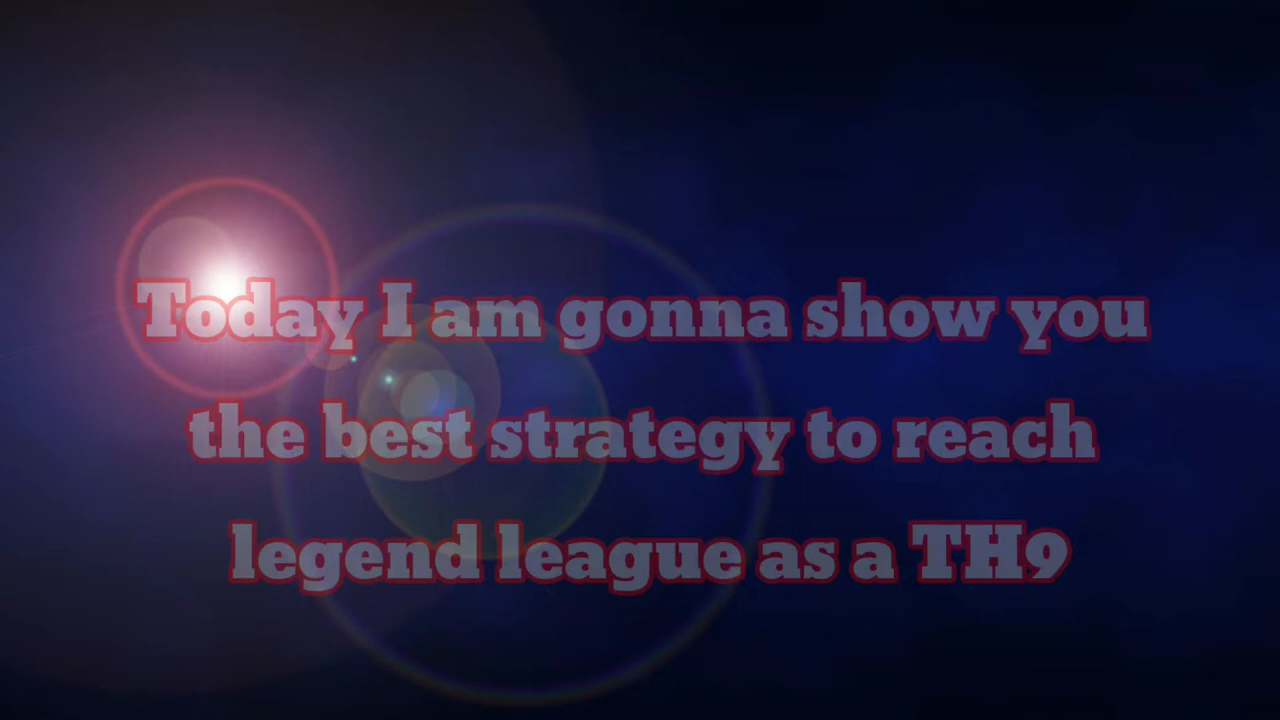 Today I am gonna show you
the best strategy to reach
legend league as a TH9